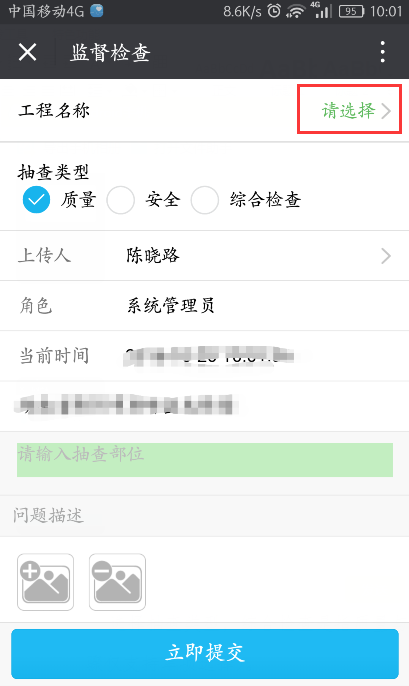 中国移动4G 8.6K/s 4G 95 10:01
监督检查
工程名称 请选择
抽查类型
质量 安全 综合检查
上传人 陈晓路
角色 系统管理员
当前时间
请输入抽查部位
问题描述
立即提交